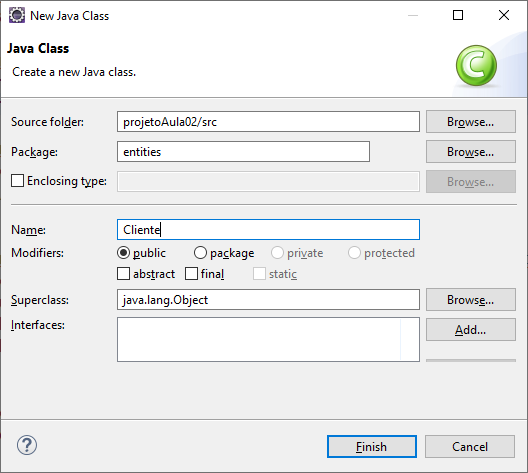 New Java Class
Java Class
Create a new Java class.
Source folder: projetoAula02/src Browse...
Package: entities Browse...
Enclosing type: Browse...
Name: Cliente
Modifiers: public package private protected
abstract final static
Superclass: java.lang.Object Browse...
Interfaces: Add...
Finish Cancel